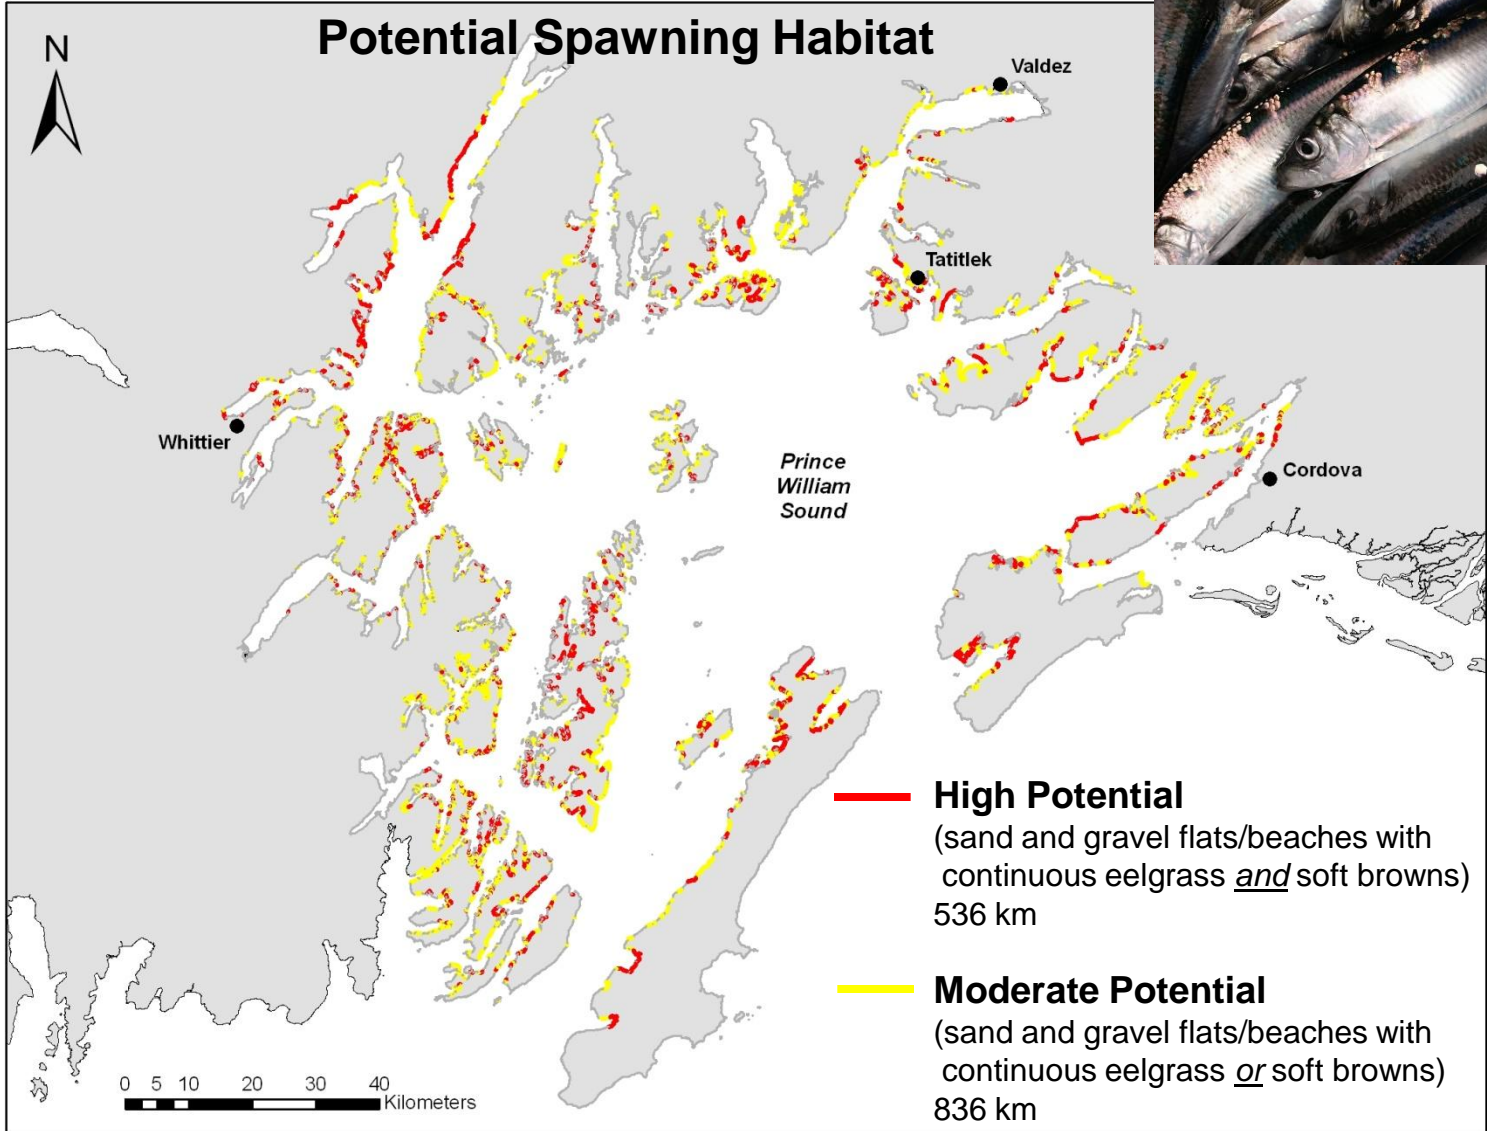 Potential Spawning Habitat
N
Valdez
Tatitlek
Whittier
Prince
William
Sound
Cordova
High Potential
(sand and gravel flats/beaches with
continuous eelgrass and soft browns)
536 km
Moderate Potential
(sand and gravel flats/beaches with
continuous eelgrass or soft browns)
836 km
0 5 10 20 30 40
Kilometers